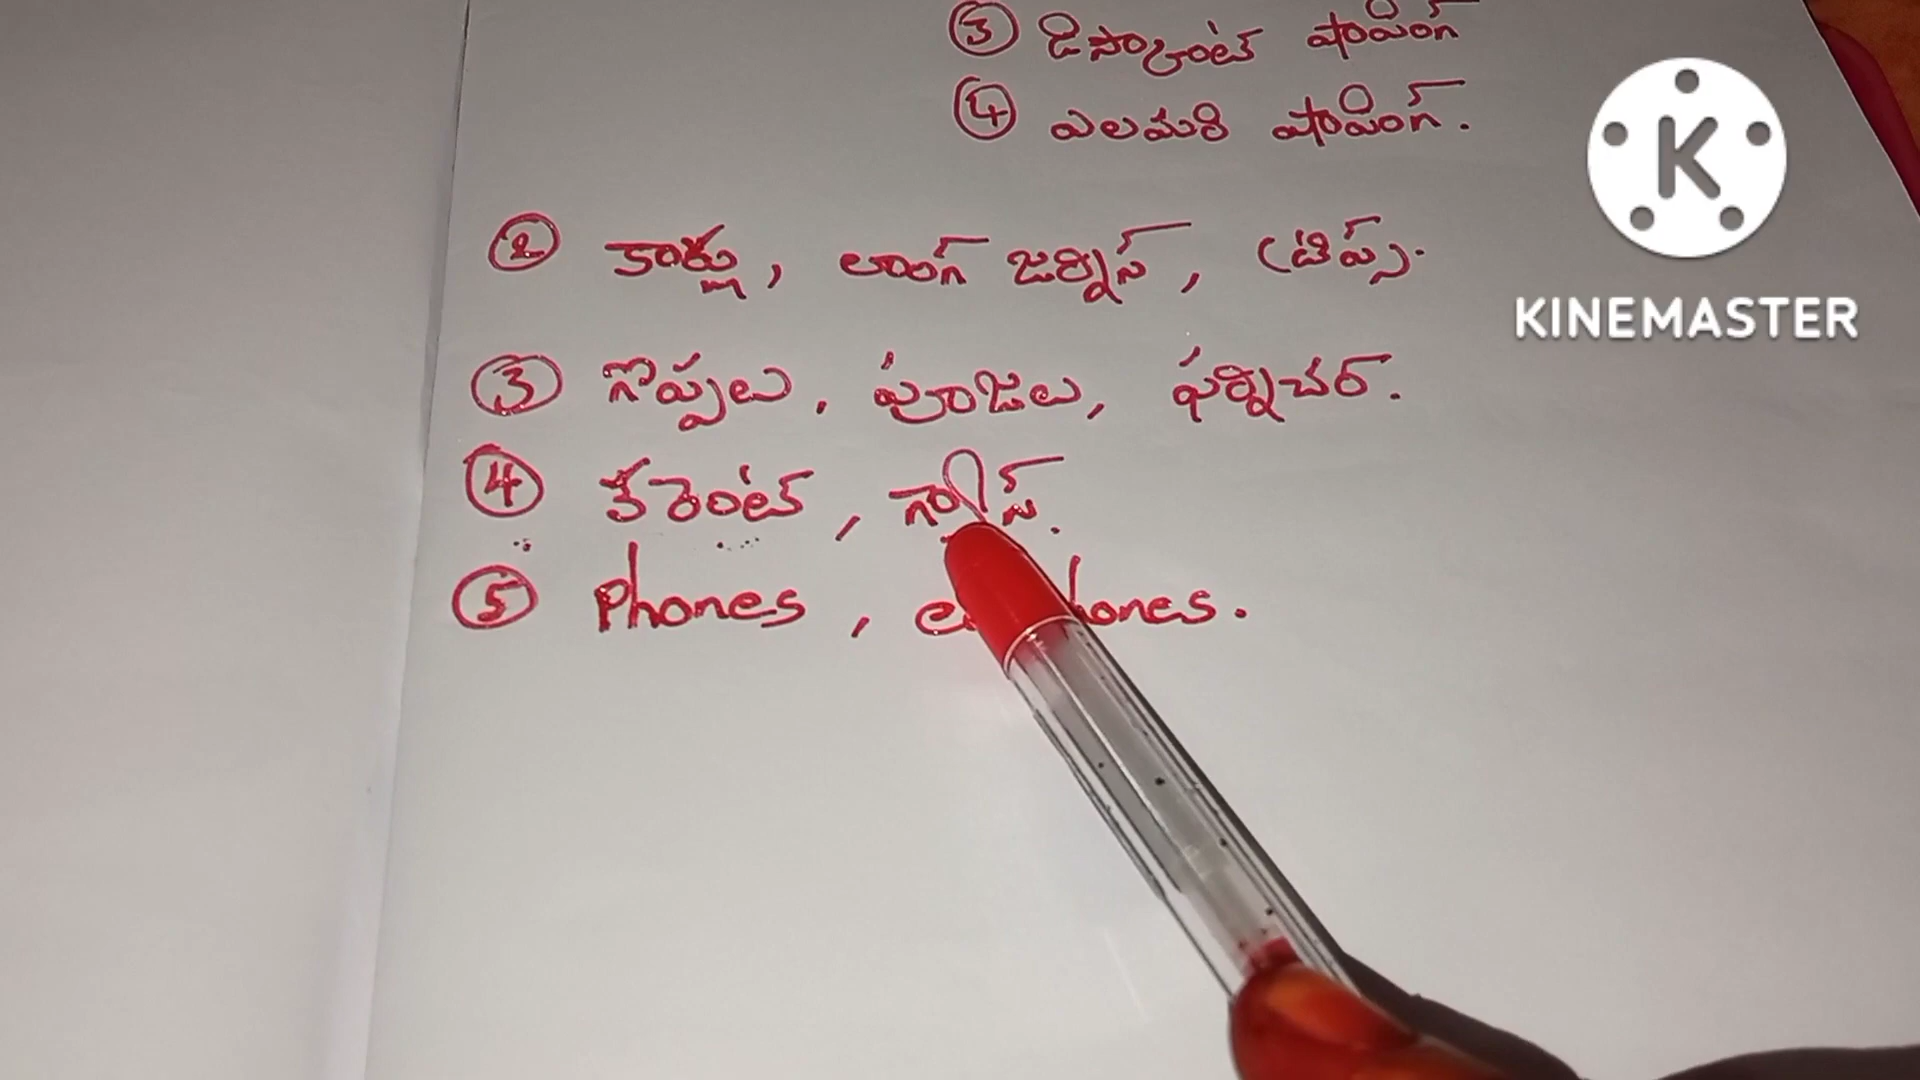 ③ డిస్కొంట్ షాపింగ్
④ ఎలమరి షాపింగ్.
② కార్లు, లాంగ్ జర్నీస్, ట్రిప్స్.
③ గొప్పలు, పూజలు, ఫర్నిచర్.
④ కరెంట్, గ్యాస్.
⑤ Phones,
KINEMASTER